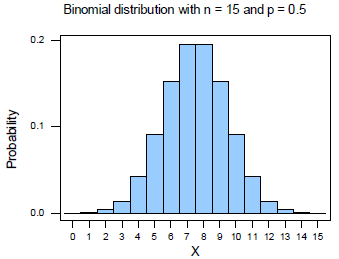 Binomial distribution with n = 15 and p = 0.5
0.2
0.1
0.0
Probability
0 1 2 3 4 5 6 7 8 9 10 11 12 13 14 15
X